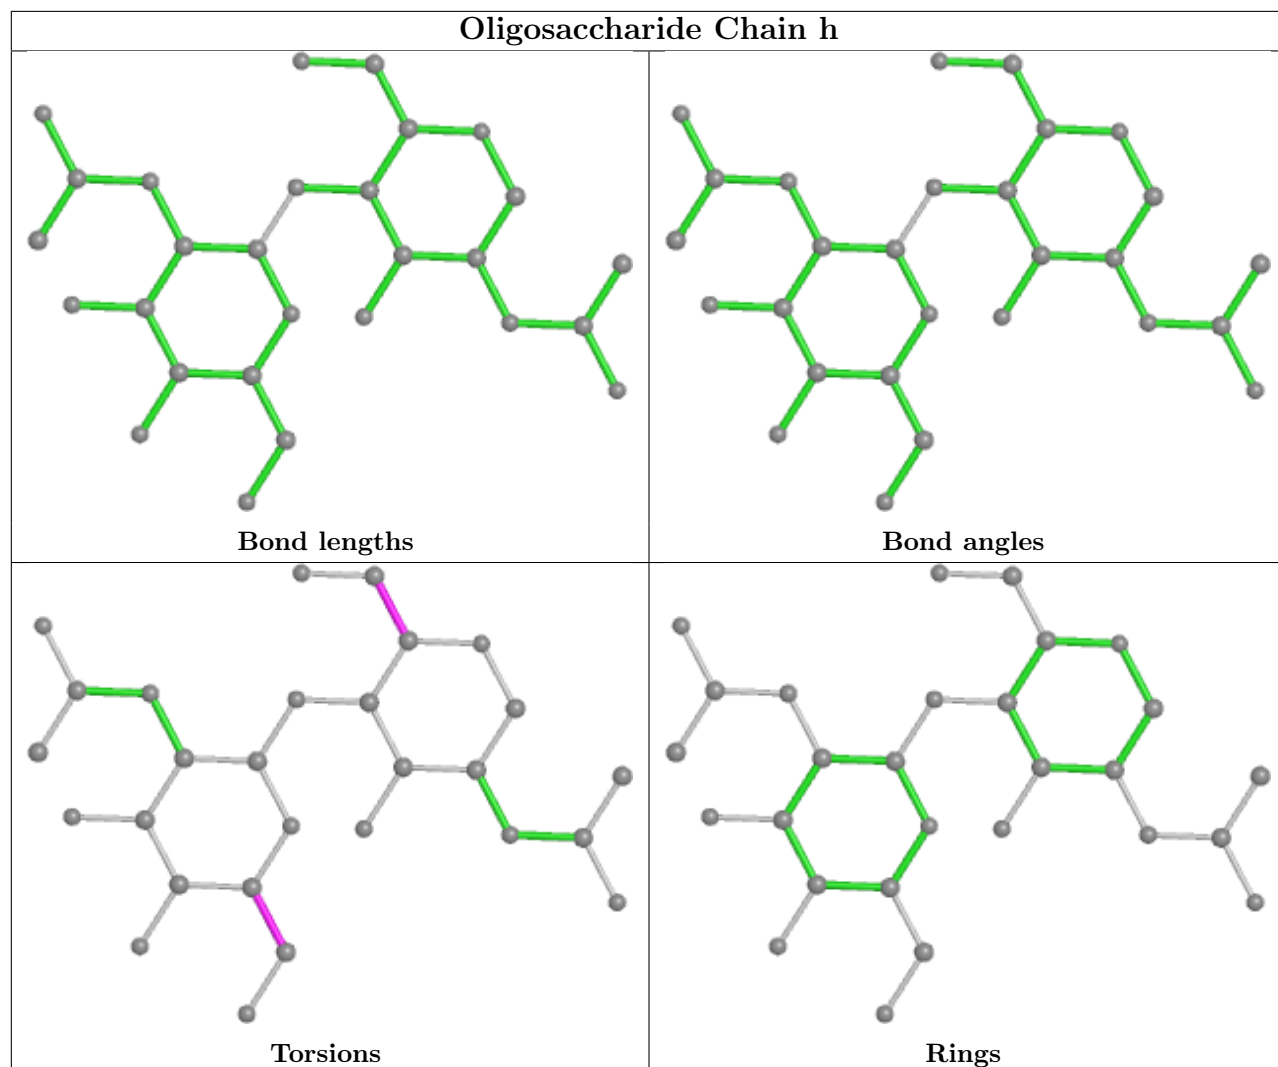 Oligosaccharide Chain h
Bond lengths
Bond angles
Torsions
Rings